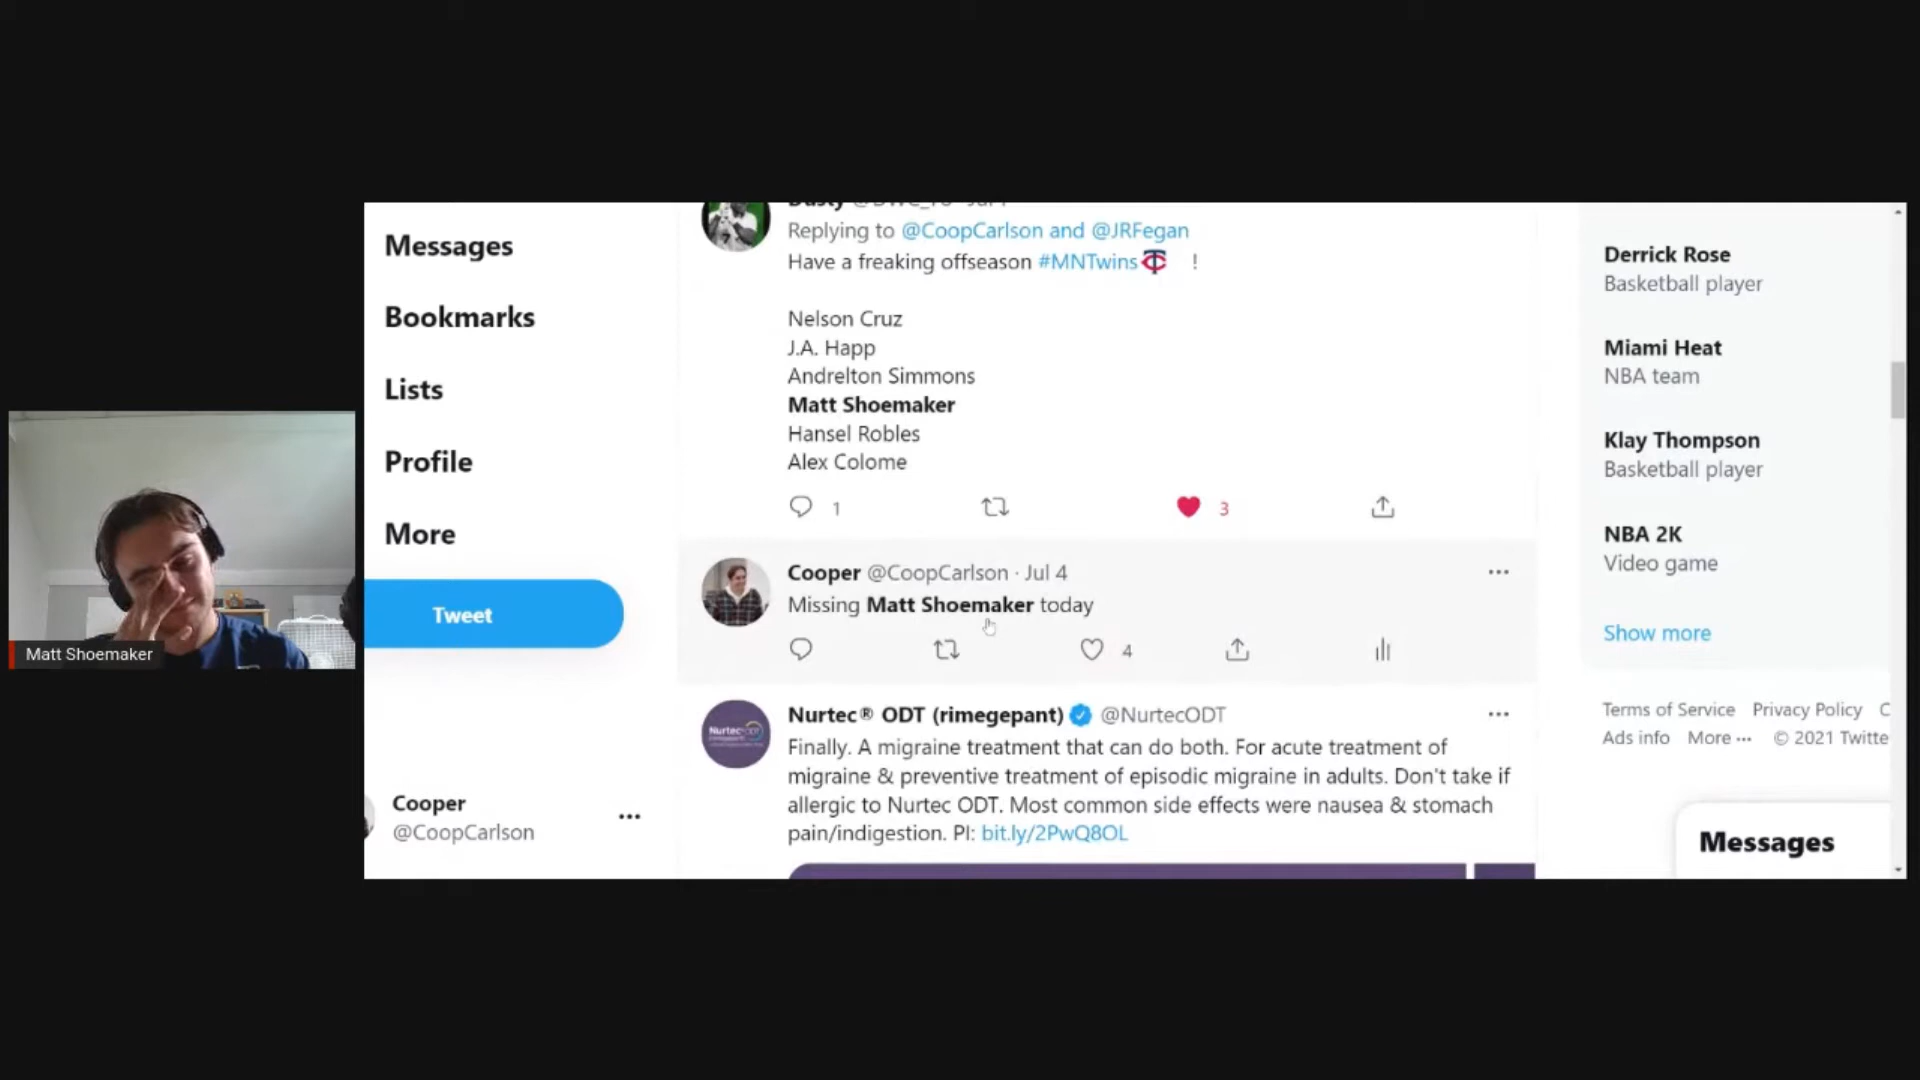 Messages
Bookmarks
Lists
Profile
More
Tweet
Cooper
@CoopCarlson
Matt Shoemaker
Dusty
Replying to @CoopCarlson and @JRFegan
Have a freaking offseason #MNTwins !
Nelson Cruz
J.A. Happ
Andrelton Simmons
Matt Shoemaker
Hansel Robles
Alex Colome
1
3
Cooper @CoopCarlson · Jul 4
Missing Matt Shoemaker today
4
Nurtec ODT
Nurtec® ODT (rimegepant) @NurtecODT
Finally. A migraine treatment that can do both. For acute treatment of
migraine & preventive treatment of episodic migraine in adults. Don't take if
allergic to Nurtec ODT. Most common side effects were nausea & stomach
pain/indigestion. PI: bit.ly/2PwQ8OL
Derrick Rose
Basketball player
Miami Heat
NBA team
Klay Thompson
Basketball player
NBA 2K
Video game
Show more
Terms of Service Privacy Policy C
Ads info More ··· © 2021 Twitte
Messages